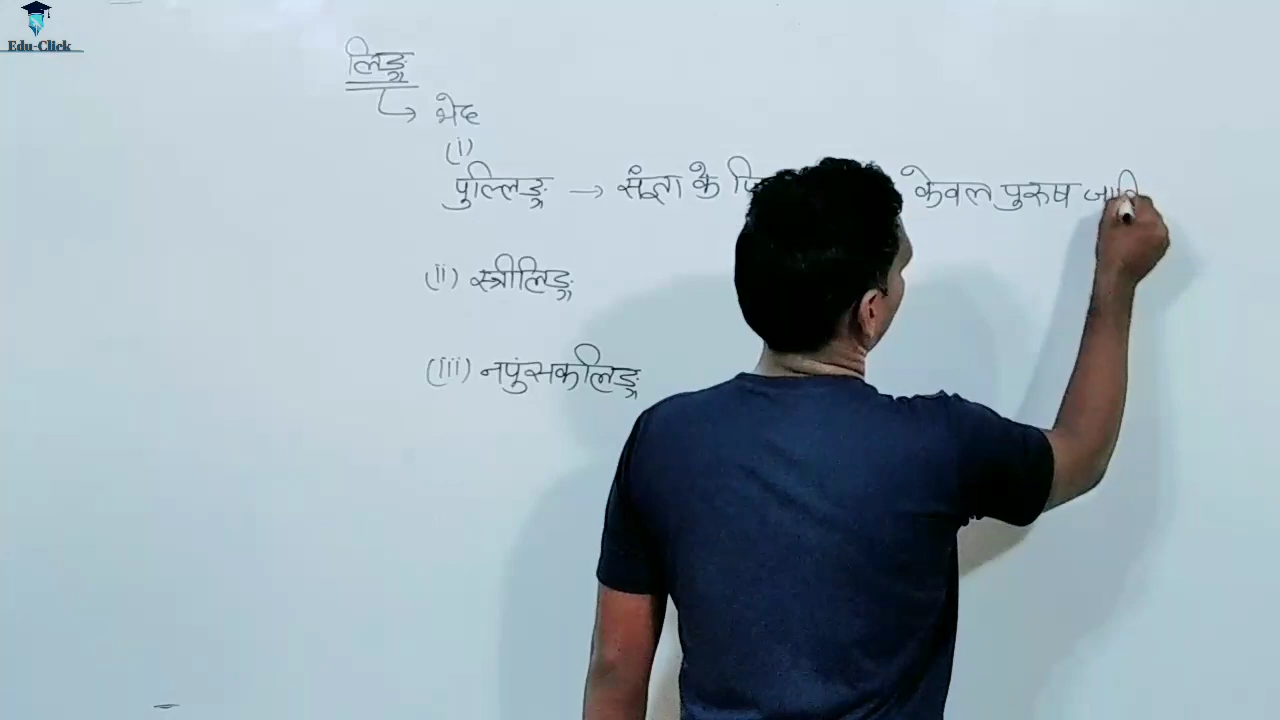 Edu-Click
लिङ्ग
भेद
(i)
पुल्लिङ्ग → संज्ञा के केवल पुरुष
(ii) स्त्रीलिङ्ग
(iii) नपुंसकलिङ्ग